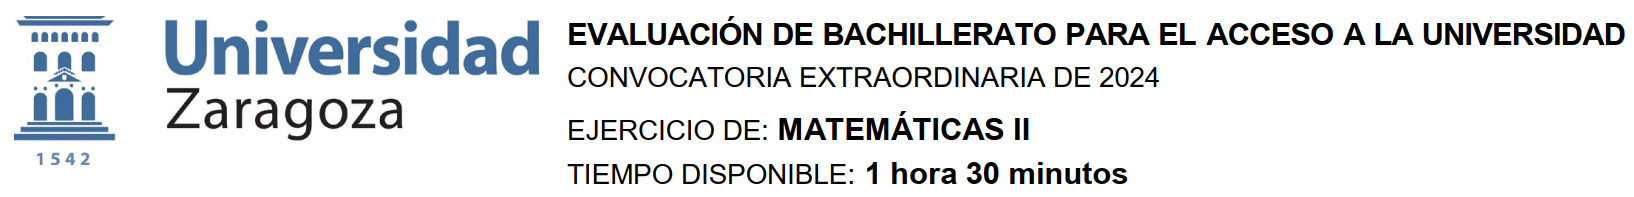 Universidad
Zaragoza
1542
EVALUACIÓN DE BACHILLERATO PARA EL ACCESO A LA UNIVERSIDAD
CONVOCATORIA EXTRAORDINARIA DE 2024
EJERCICIO DE: MATEMÁTICAS II
TIEMPO DISPONIBLE: 1 hora 30 minutos